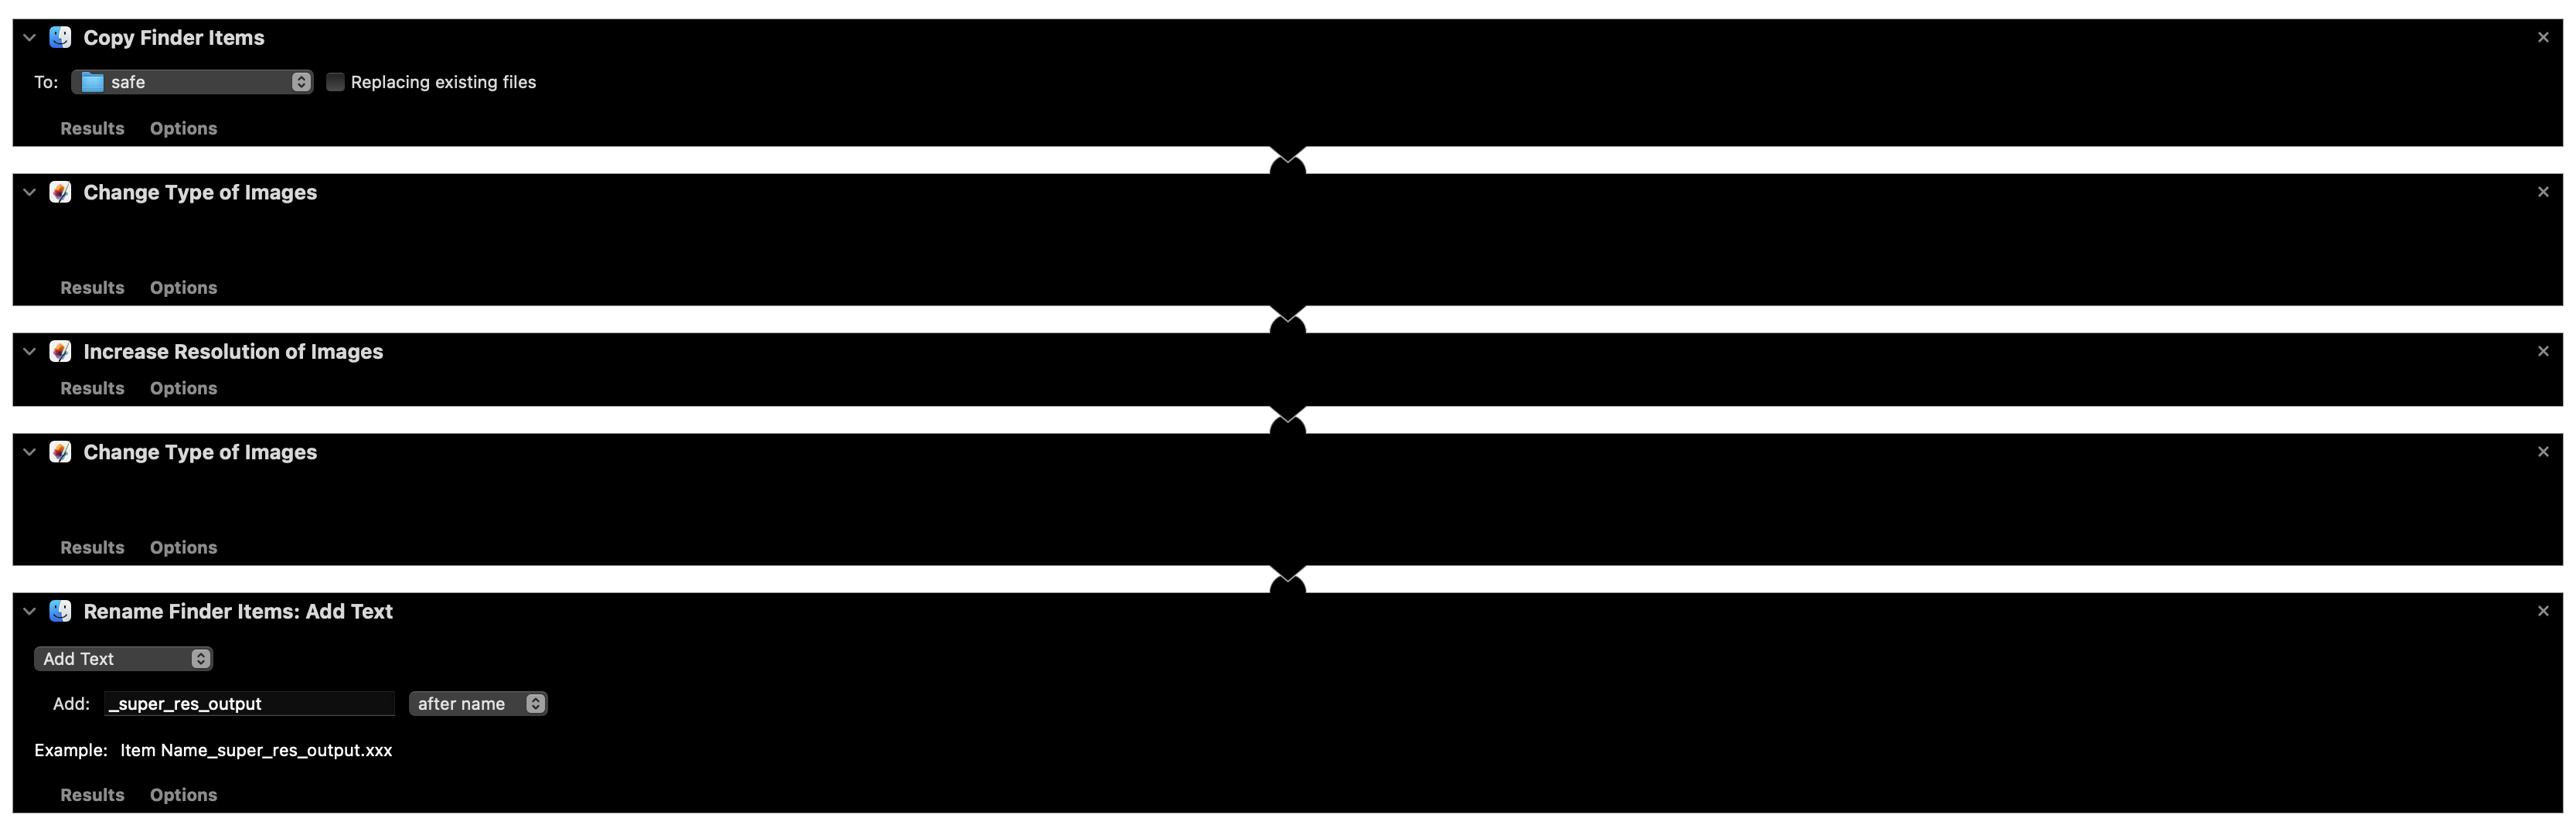 Copy Finder Items
To: safe Replacing existing files
Results Options
Change Type of Images
Results Options
Increase Resolution of Images
Results Options
Change Type of Images
Results Options
Rename Finder Items: Add Text
Add Text
Add: _super_res_output after name
Example: Item Name_super_res_output.xxx
Results Options